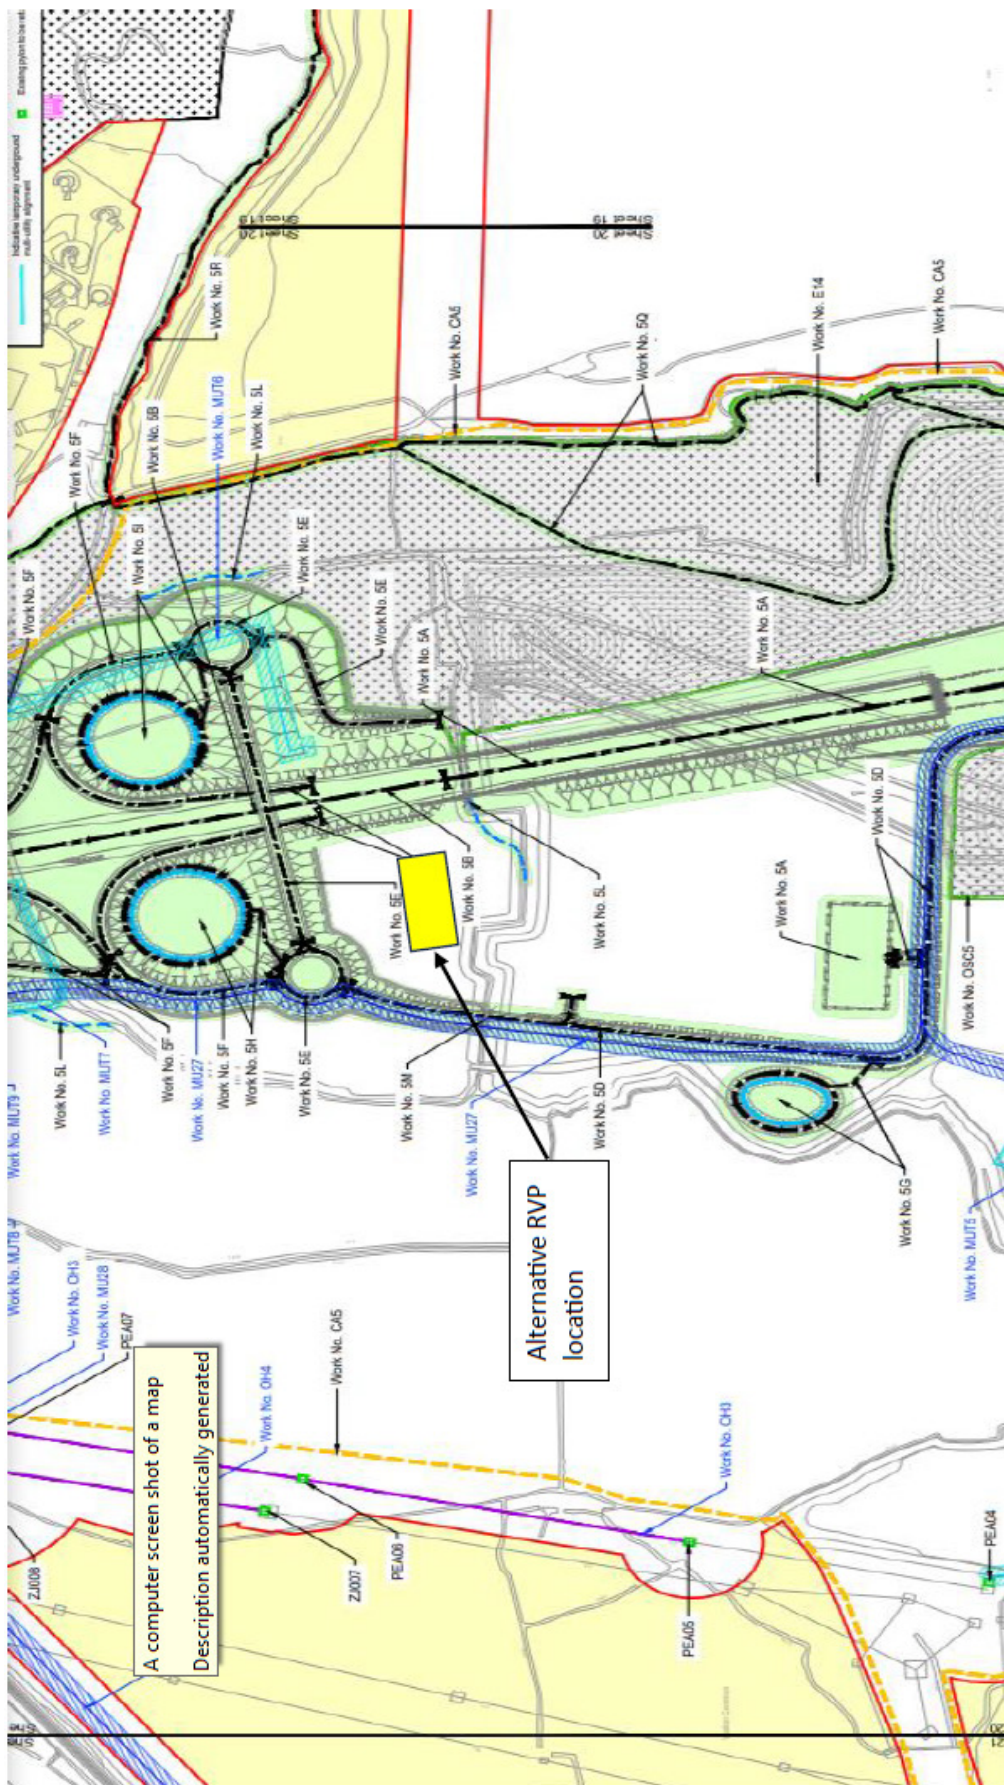 Work No. MUT8
Work No. MUT9
Indicative temporary underground
multi-utility alignment
Existing pylon to be
ZJ008
Work No. 5L
Work No. 5F
Work No. 5F
Work No. OH3
Work No. MU28
Work No MUT7
PEA07
A computer screen shot of a map
Description automatically generated
Work No. 5I
Work No. 5B
Work No. 5F
Work No. MU27
Work No. MUT6
Work No. 5R
Work No. 5F
Work No. 5H
Work No. 5L
Work No. OH4
Work No. 5E
Work No. 5E
Sheet 19
Sheet 20
Work No. CA5
ZJ007
Work No. 5E
PEA06
Work No. 5M
Work No. 5E
Work No. 5A
Work No. CA5
Work No. 5B
Work No. MU27
Alternative RVP
location
Work No. 5D
Work No. 5L
Work No. 5Q
Sheet 19
Sheet 20
PEA05
Work No. OH3
Work No. 5A
Work No. 5A
Work No. E14
Work No. 5D
Work No. 5G
Work No. CA5
Work No. MUT5
Work No. OSC5
PEA04
20
21